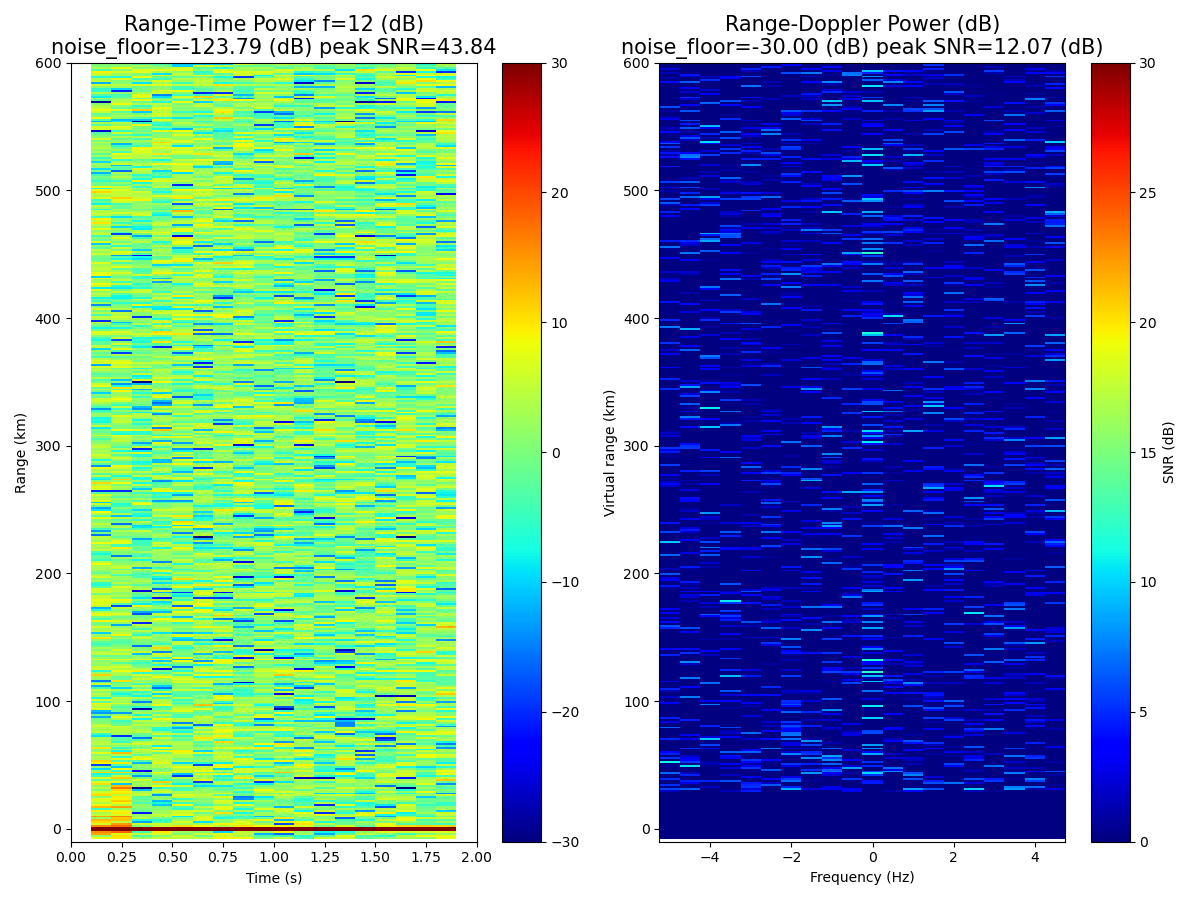 Range-Time Power f=12 (dB)
noise_floor=-123.79 (dB) peak SNR=43.84
Range-Doppler Power (dB)
noise_floor=-30.00 (dB) peak SNR=12.07 (dB)
600
500
400
300
200
100
0
Range (km)
0.00 0.25 0.50 0.75 1.00 1.25 1.50 1.75 2.00
Time (s)
30
20
10
0
−10
−20
−30
600
500
400
300
200
100
0
Virtual range (km)
−4 −2 0 2 4
Frequency (Hz)
30
25
20
15
10
5
0
SNR (dB)